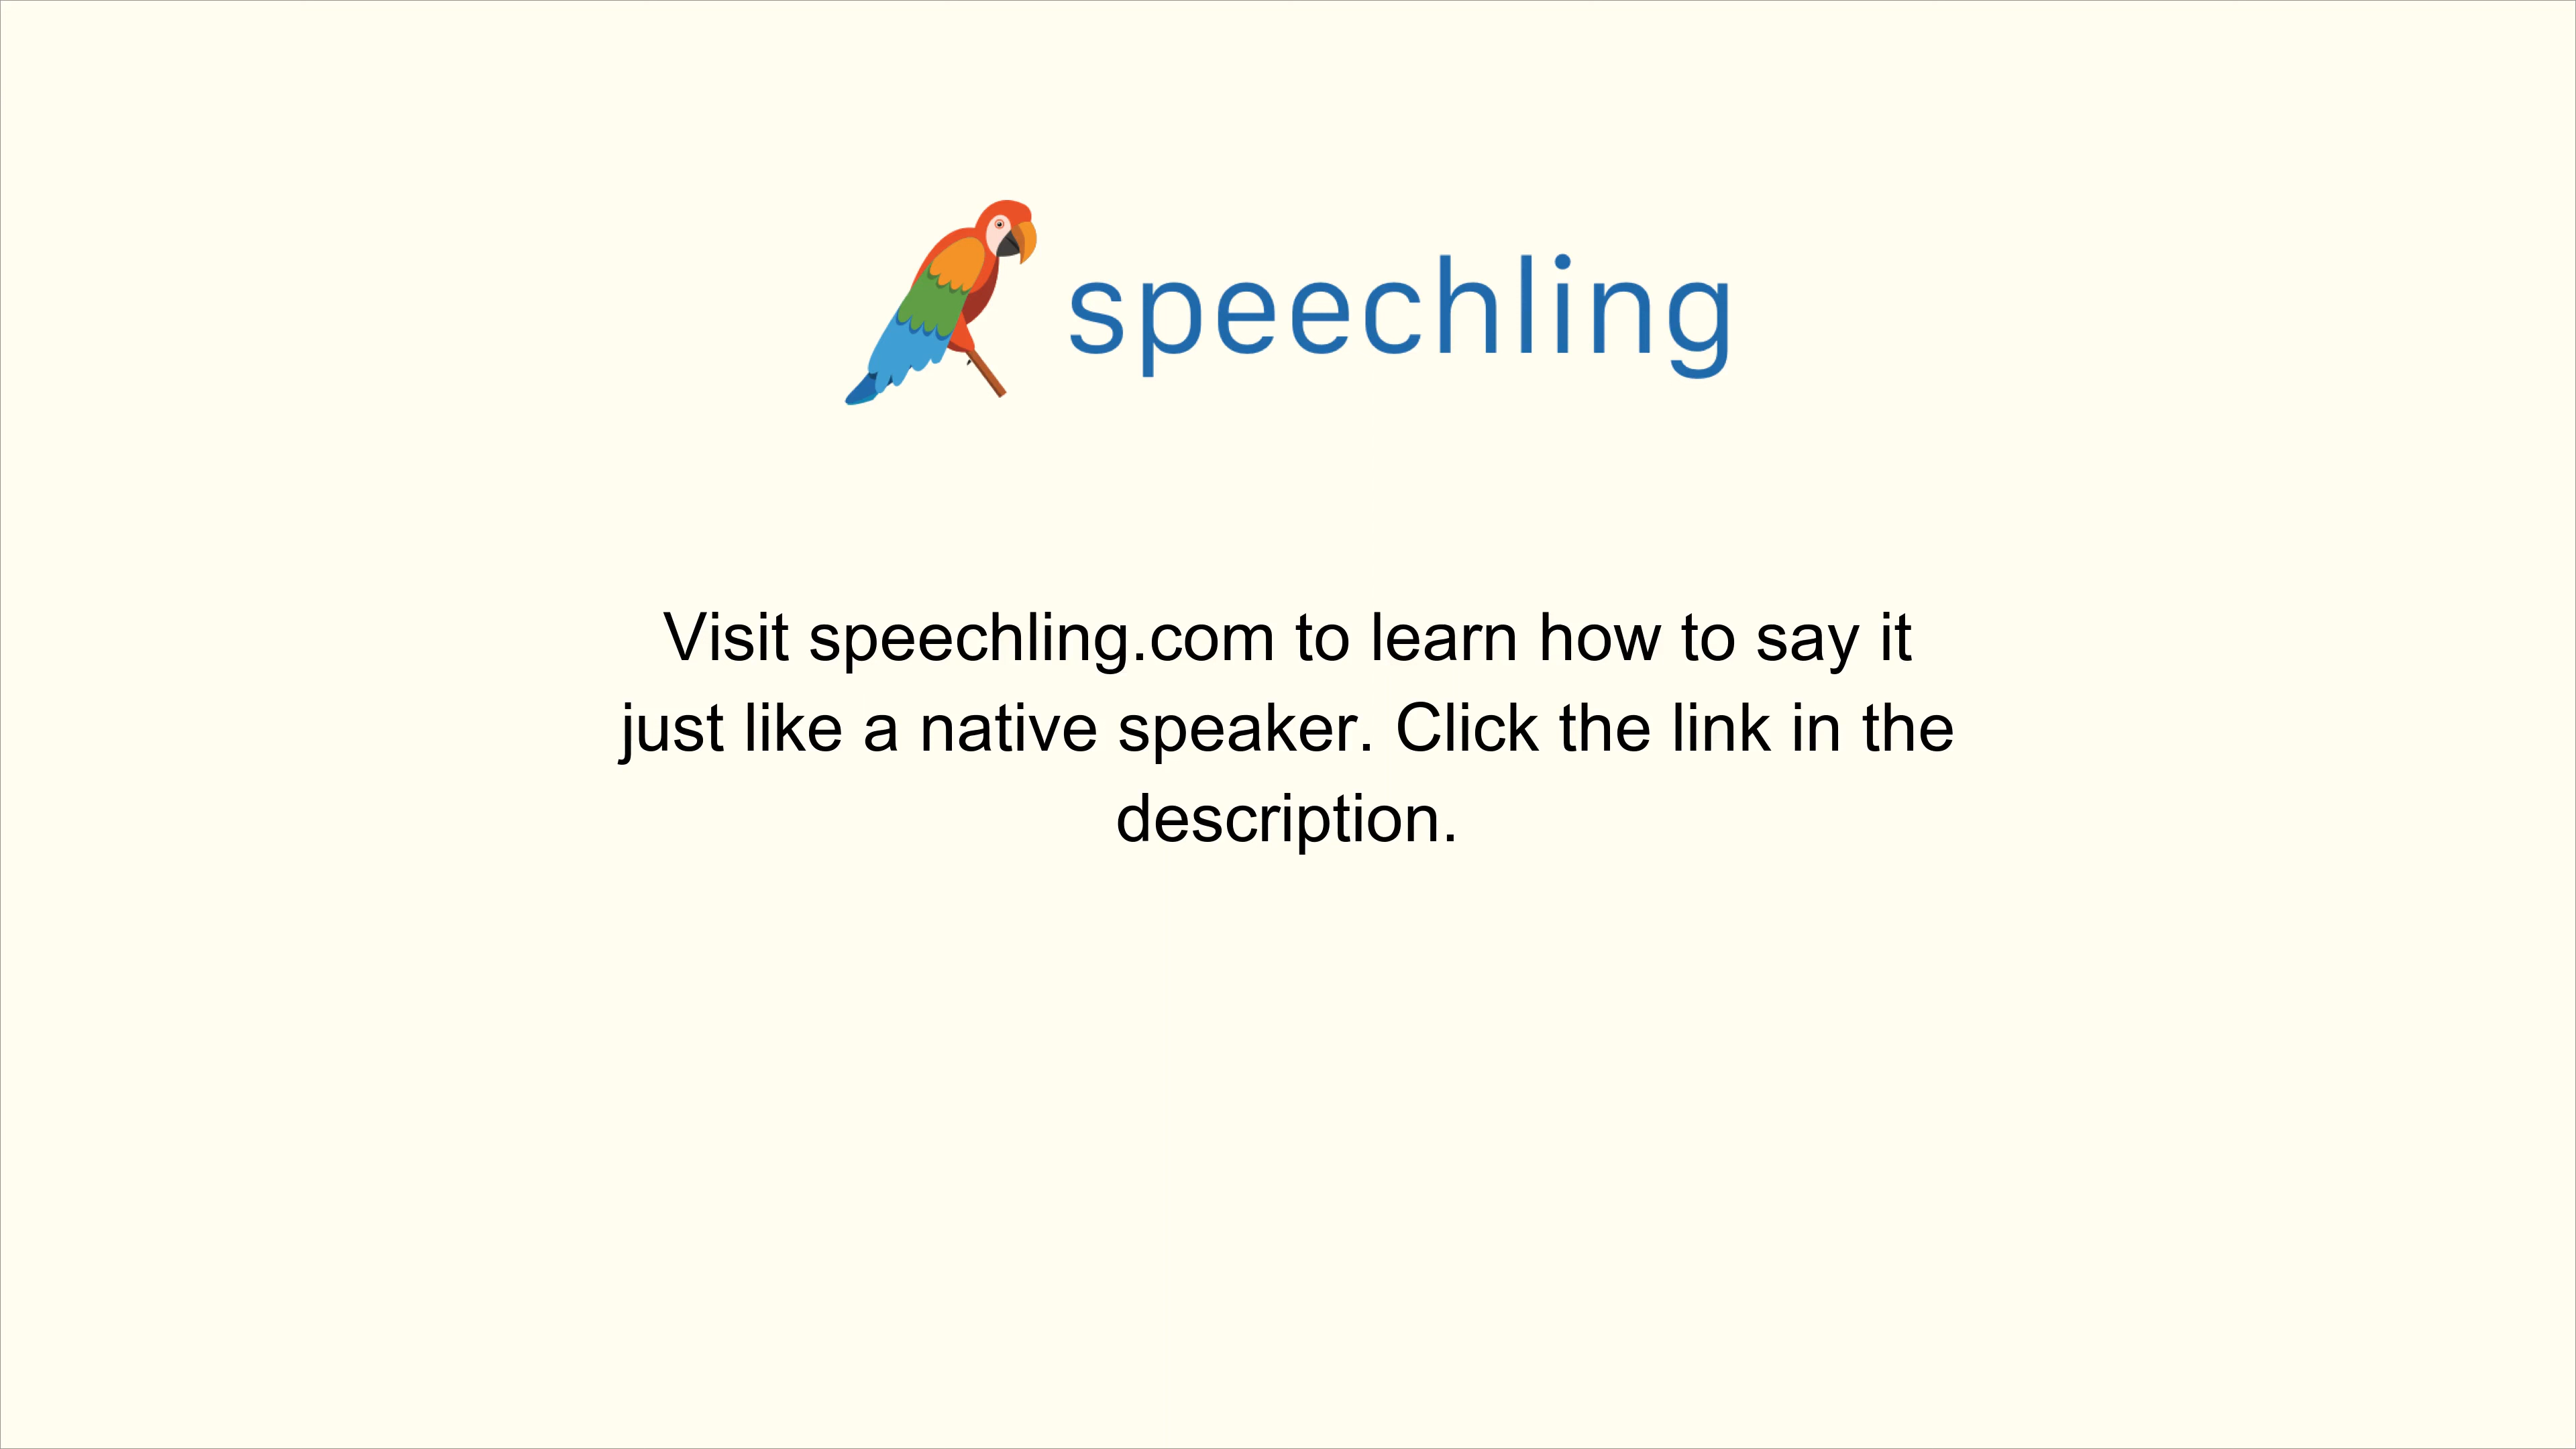 speechling
Visit speechling.com to learn how to say it
just like a native speaker. Click the link in the
description.